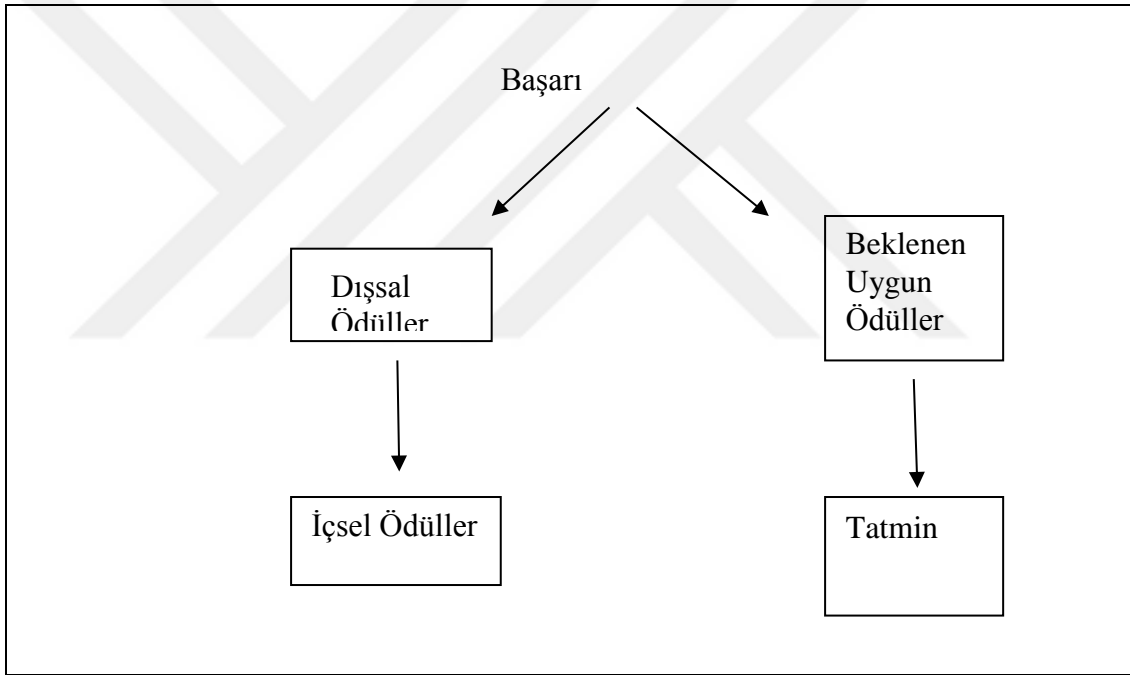 Başarı
Dışsal
Ödüller
Beklenen
Uygun
Ödüller
İçsel Ödüller
Tatmin